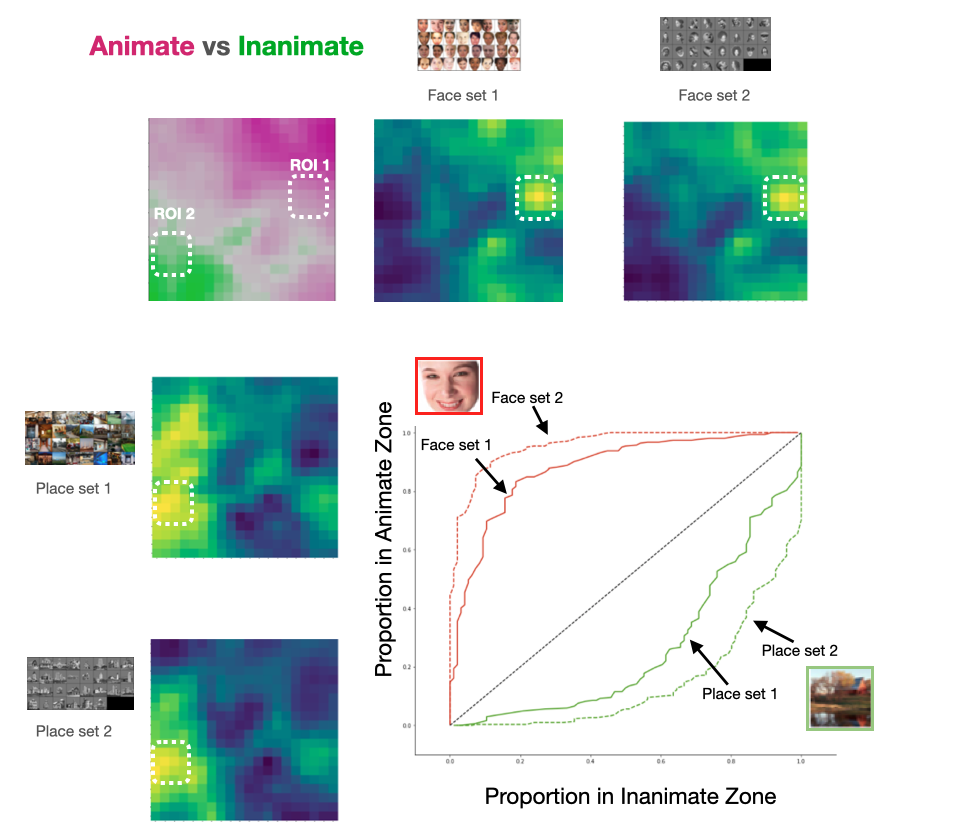 Animate vs Inanimate
Face set 1
Face set 2
ROI 1
ROI 2
Place set 1
Place set 2
Face set 2
Face set 1
Place set 2
Place set 1
Proportion in Animate Zone
1.0
0.8
0.6
0.4
0.2
0.0
0.0
0.2
0.4
0.6
0.8
1.0
Proportion in Inanimate Zone